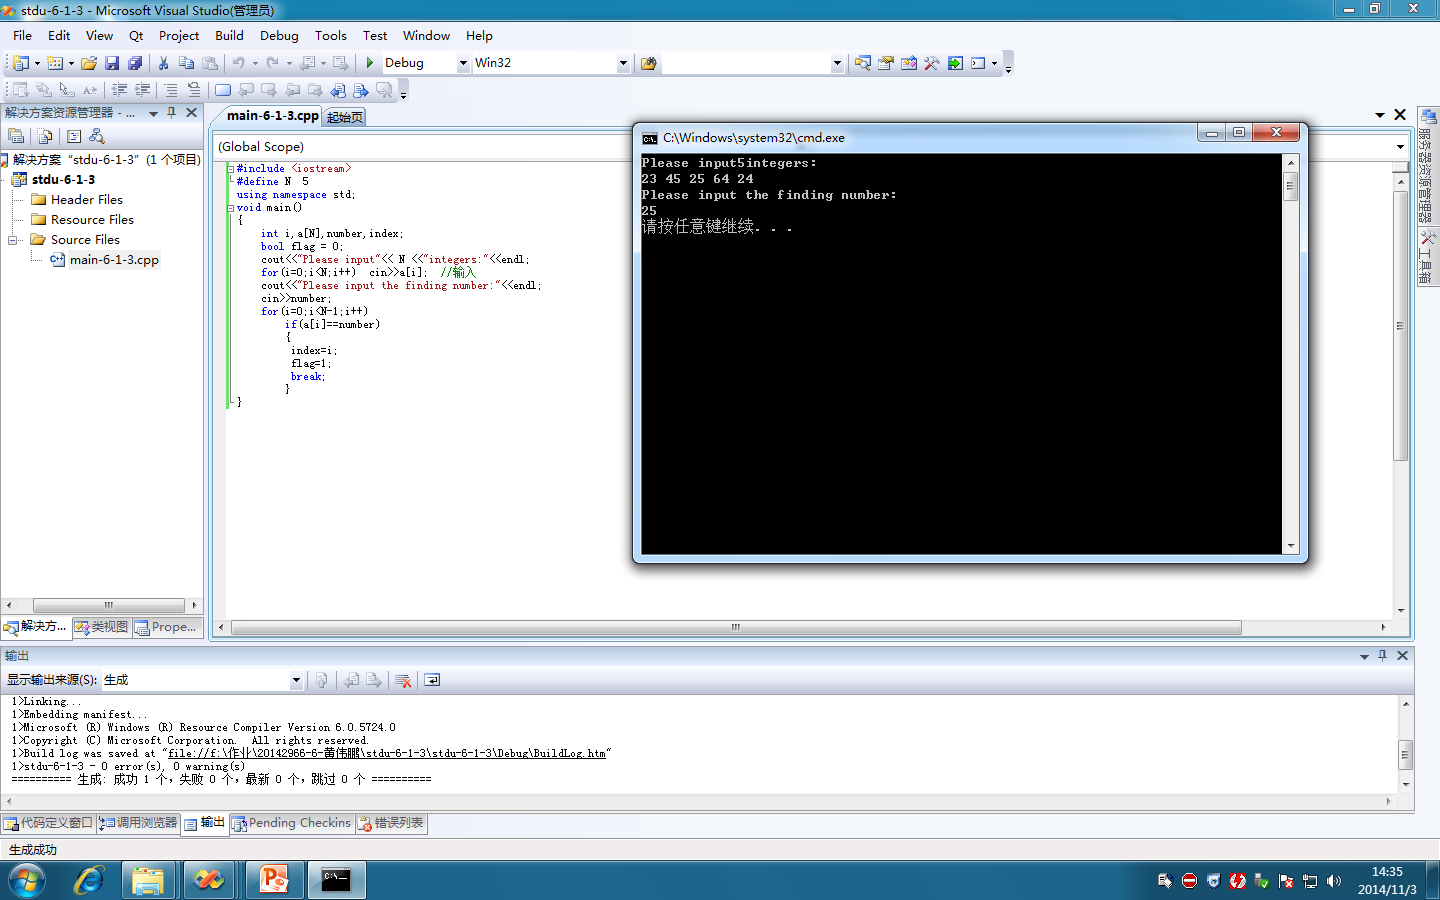 stdu-6-1-3 - Microsoft Visual Studio(管理员)
File Edit View Qt Project Build Debug Tools Test Window Help
Debug Win32
解决方案资源管理器 - ...
解决方案 "stdu-6-1-3" (1 个项目)
stdu-6-1-3
Header Files
Resource Files
Source Files
main-6-1-3.cpp
解决方... 类视图 Prope...
main-6-1-3.cpp 起始页
(Global Scope)
#include <iostream>
#define N  5
using namespace std;
void main()
{
int i,a[N],number,index;
bool flag = 0;
cout<<"Please input"<< N <<"integers:"<<endl;
for(i=0;i<N;i++)  cin>>a[i];  //输入
cout<<"Please input the finding number:"<<endl;
cin>>number;
for(i=0;i<N-1;i++)
if(a[i]==number)
{
index=i;
flag=1;
break;
}
}
C:\Windows\system32\cmd.exe
Please input5integers:
23 45 25 64 24
Please input the finding number:
25
请按任意键继续. . .
服务器资源管理器
工具箱
输出
显示输出来源(S): 生成
1>Linking...
1>Embedding manifest...
1>Microsoft (R) Windows (R) Resource Compiler Version 6.0.5724.0
1>Copyright (C) Microsoft Corporation.  All rights reserved.
1>Build log was saved at "file://f:\作业\20142966-6-黄伟鹏\stdu-6-1-3\stdu-6-1-3\Debug\BuildLog.htm"
1>stdu-6-1-3 - 0 error(s), 0 warning(s)
========== 生成: 成功 1 个，失败 0 个，最新 0 个，跳过 0 个 ==========
代码定义窗口 调用浏览器 输出 Pending Checkins 错误列表
生成成功
14:35
2014/11/3